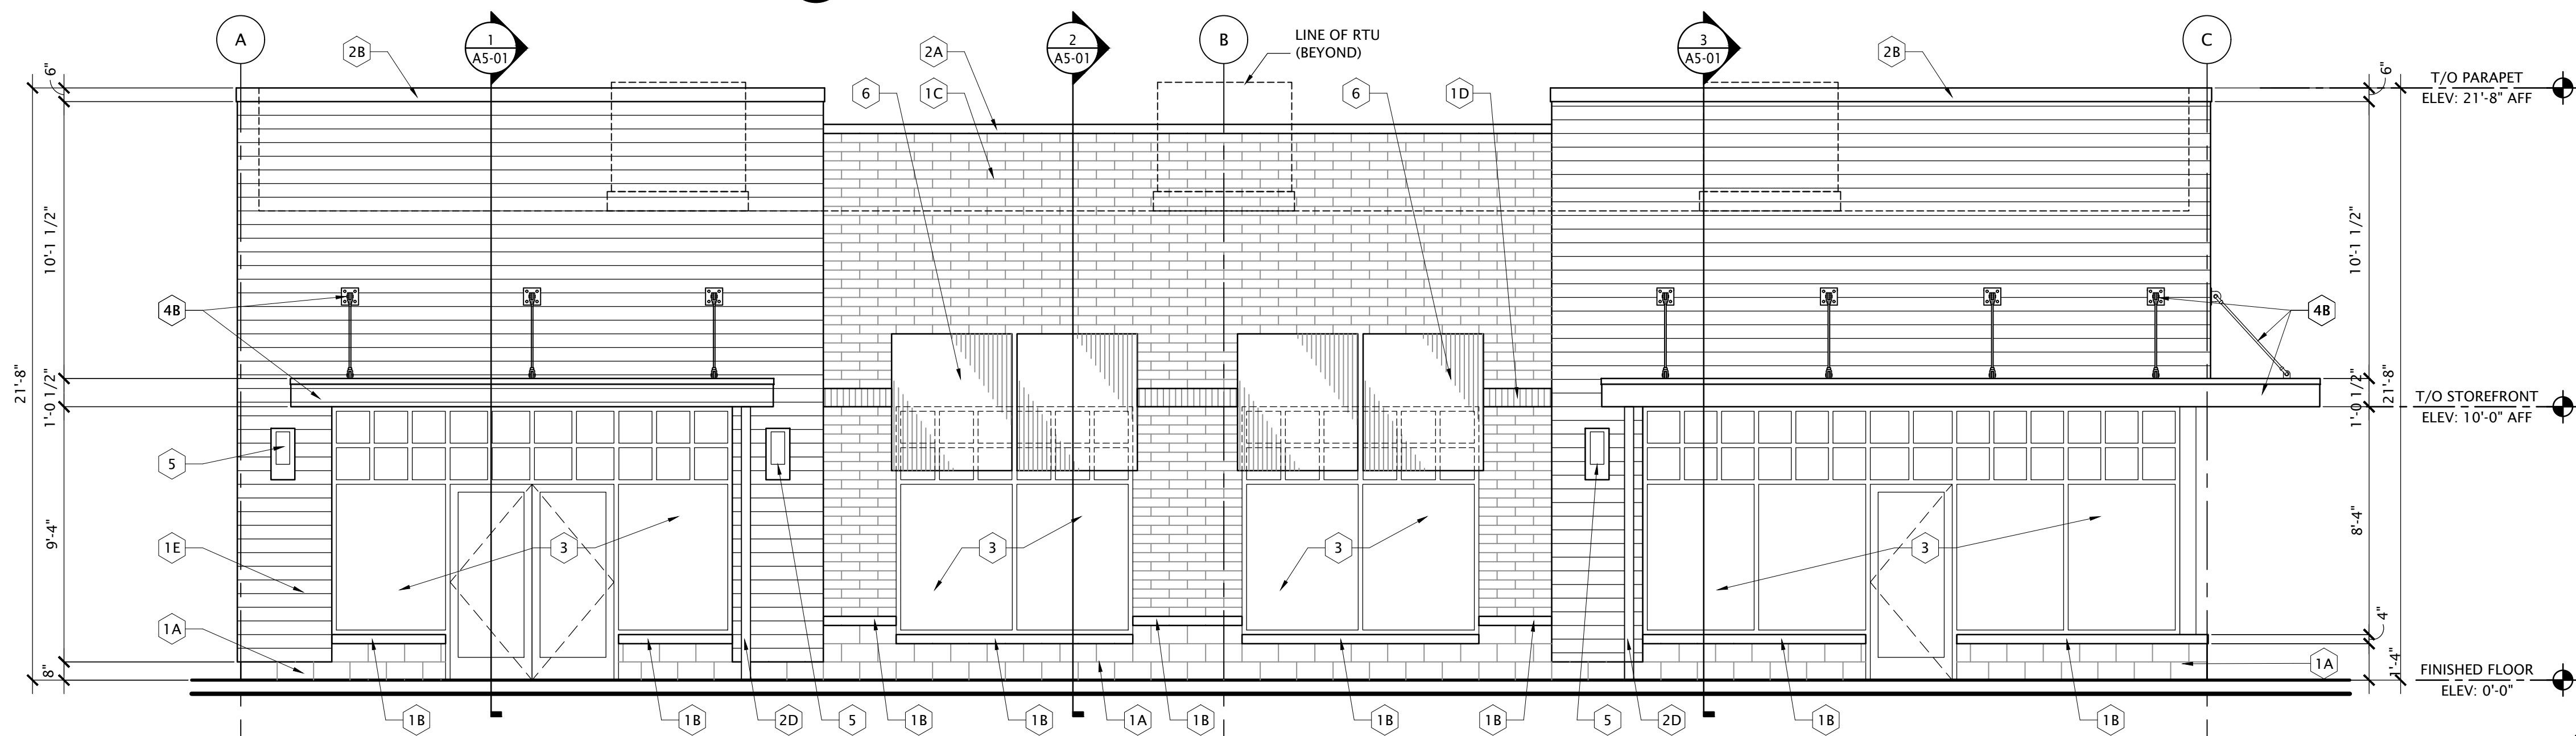 A
2B
1
A5-01
2A
2
A5-01
B
LINE OF RTU
(BEYOND)
3
A5-01
2B
C
6"
6
1C
6
1D
6"
T/O PARAPET
ELEV: 21'-8" AFF
10'-1 1/2"
10'-1 1/2"
4B
4B
21'-8"
1'-0 1/2"
1'-0 1/2"
21'-8"
T/O STOREFRONT
ELEV: 10'-0" AFF
5
9'-4"
1E
3
3
3
3
8'-4"
1A
4"
8"
1A
1'-4"
FINISHED FLOOR
ELEV: 0'-0"
1B
1B
2D
5
1B
1B
1A
1B
1B
1B
5
2D
1B
1B